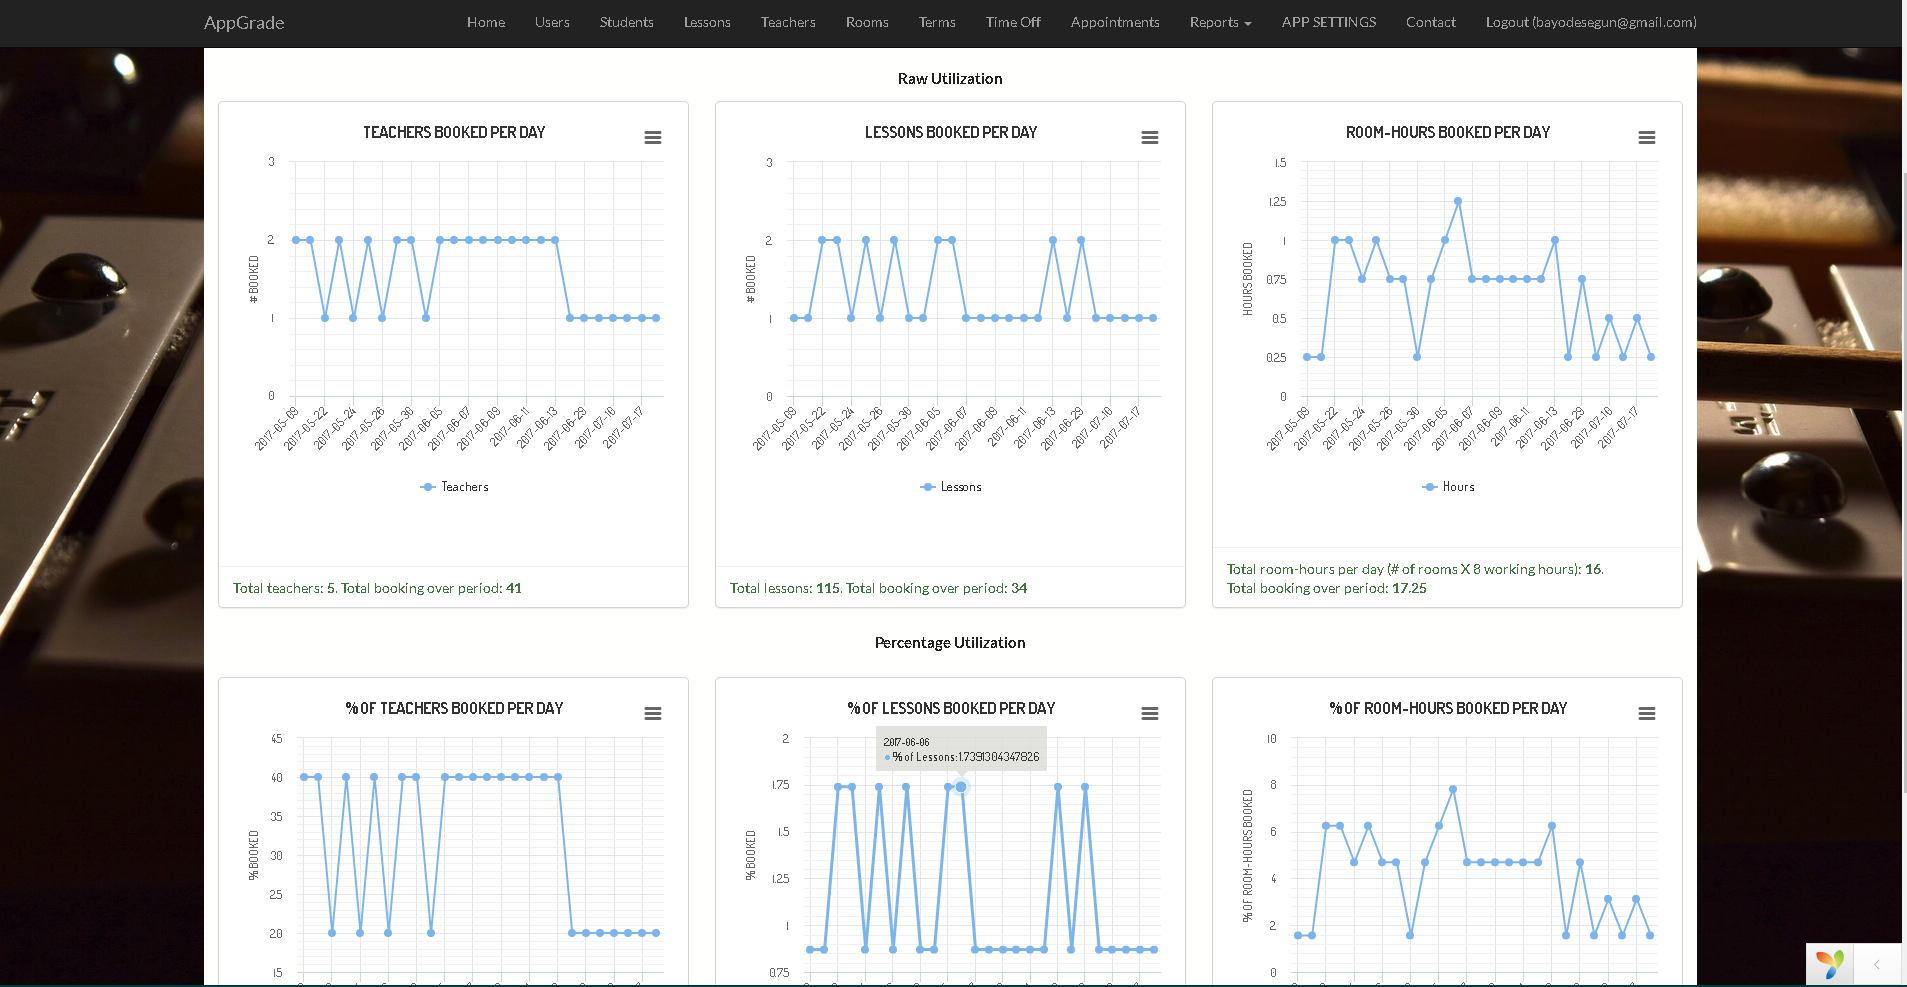 AppGrade Home Users Students Lessons Teachers Rooms Terms Time Off Appointments Reports APP SETTINGS Contact Logout (bayodesegun@gmail.com)
Raw Utilization
TEACHERS BOOKED PER DAY
3
2
1
0
# BOOKED
2017-05-09 2017-05-22 2017-05-24 2017-05-26 2017-05-30 2017-06-05 2017-06-07 2017-06-09 2017-06-11 2017-06-13 2017-06-29 2017-07-10 2017-07-17
Teachers
Total teachers: 5. Total booking over period: 41
LESSONS BOOKED PER DAY
3
2
1
0
# BOOKED
2017-05-09 2017-05-22 2017-05-24 2017-05-26 2017-05-30 2017-06-05 2017-06-07 2017-06-09 2017-06-11 2017-06-13 2017-06-29 2017-07-10 2017-07-17
Lessons
Total lessons: 115. Total booking over period: 34
ROOM-HOURS BOOKED PER DAY
1.5
1.25
1
0.75
0.5
0.25
0
HOURS BOOKED
2017-05-09 2017-05-22 2017-05-24 2017-05-26 2017-05-30 2017-06-05 2017-06-07 2017-06-09 2017-06-11 2017-06-13 2017-06-29 2017-07-10 2017-07-17
Hours
Total room-hours per day (# of rooms X 8 working hours): 16.
Total booking over period: 17.25
Percentage Utilization
% OF TEACHERS BOOKED PER DAY
45
40
35
30
25
20
15
% BOOKED
% OF LESSONS BOOKED PER DAY
2017-06-06
% of Lessons: 1.7391304347826
2
1.75
1.5
1.25
1
0.75
% BOOKED
% OF ROOM-HOURS BOOKED PER DAY
10
8
6
4
2
0
% OF ROOM-HOURS BOOKED